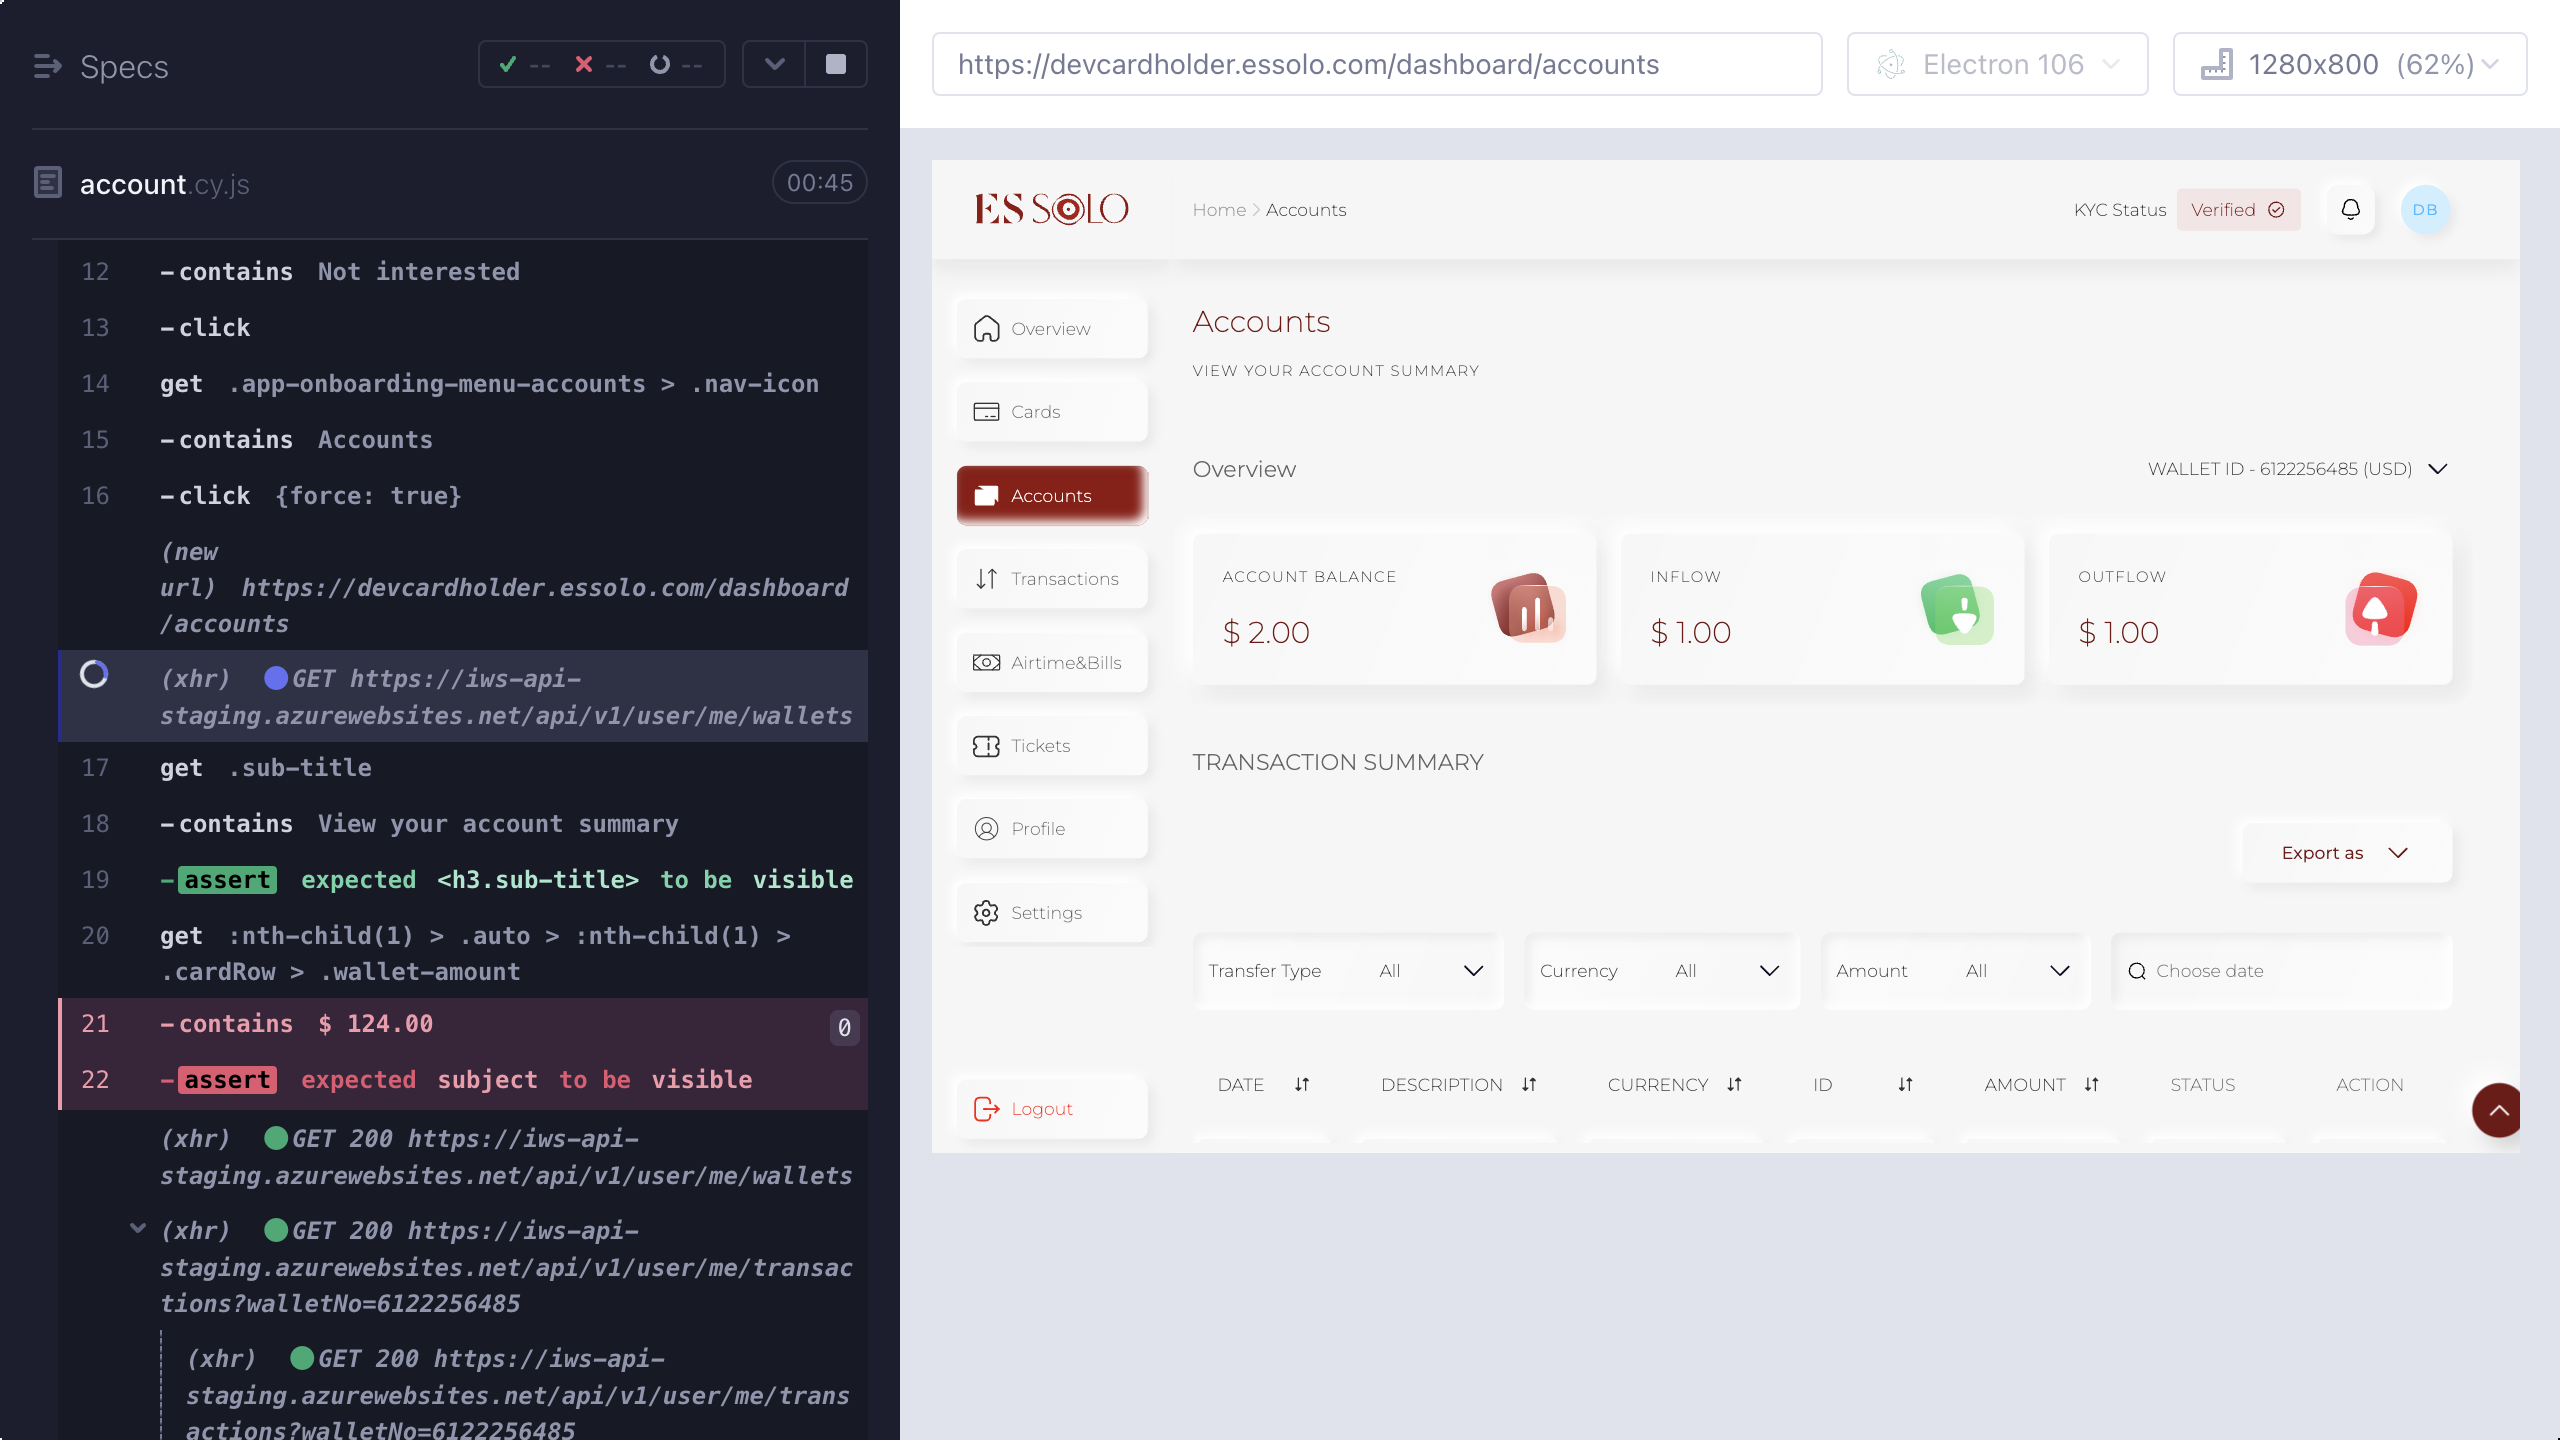 Specs
-- -- --
account.cy.js
00:45
12 -contains Not interested
13 -click
14 get .app-onboarding-menu-accounts > .nav-icon
15 -contains Accounts
16 -click {force: true}
(new
url) https://devcardholder.essolo.com/dashboard
/accounts
(xhr) GET https://iws-api-
staging.azurewebsites.net/api/v1/user/me/wallets
17 get .sub-title
18 -contains View your account summary
19 -assert expected <h3.sub-title> to be visible
20 get :nth-child(1) > .auto > :nth-child(1) >
.cardRow > .wallet-amount
21 -contains $ 124.00 0
22 -assert expected subject to be visible
(xhr) GET 200 https://iws-api-
staging.azurewebsites.net/api/v1/user/me/wallets
(xhr) GET 200 https://iws-api-
staging.azurewebsites.net/api/v1/user/me/transac
tions?walletNo=6122256485
(xhr) GET 200 https://iws-api-
staging.azurewebsites.net/api/v1/user/me/trans
actions?walletNo=6122256485
https://devcardholder.essolo.com/dashboard/accounts
Electron 106
1280x800 (62%)
ES SOLO
Home > Accounts
KYC Status Verified
DB
Overview
Cards
Accounts
Transactions
Airtime&Bills
Tickets
Profile
Settings
Logout
Accounts
VIEW YOUR ACCOUNT SUMMARY
Overview
WALLET ID - 6122256485 (USD)
ACCOUNT BALANCE
$ 2.00
INFLOW
$ 1.00
OUTFLOW
$ 1.00
TRANSACTION SUMMARY
Export as
Transfer Type All
Currency All
Amount All
Choose date
DATE DESCRIPTION CURRENCY ID AMOUNT STATUS ACTION